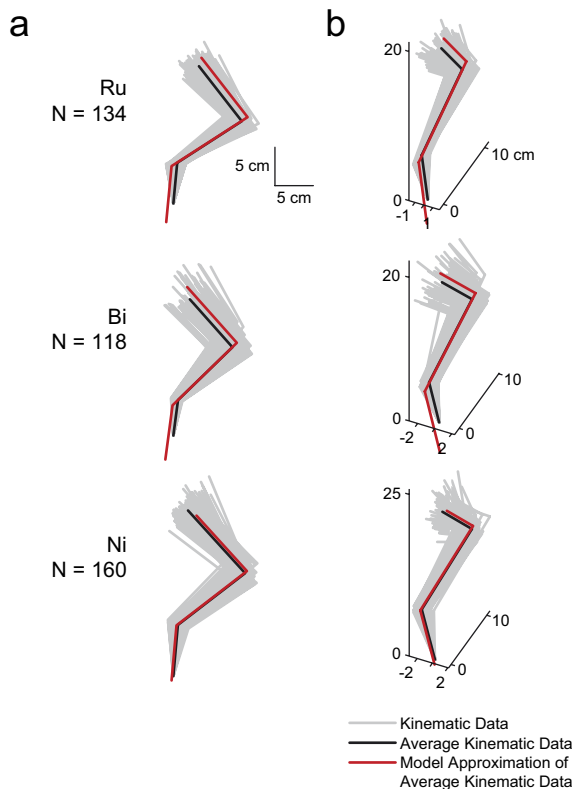 a
b
Ru
N = 134
5 cm
5 cm
20
10 cm
0
0
-1
1
Bi
N = 118
20
10
0
0
-2
2
Ni
N = 160
25
10
0
0
-2
2
Kinematic Data
Average Kinematic Data
Model Approximation of
Average Kinematic Data